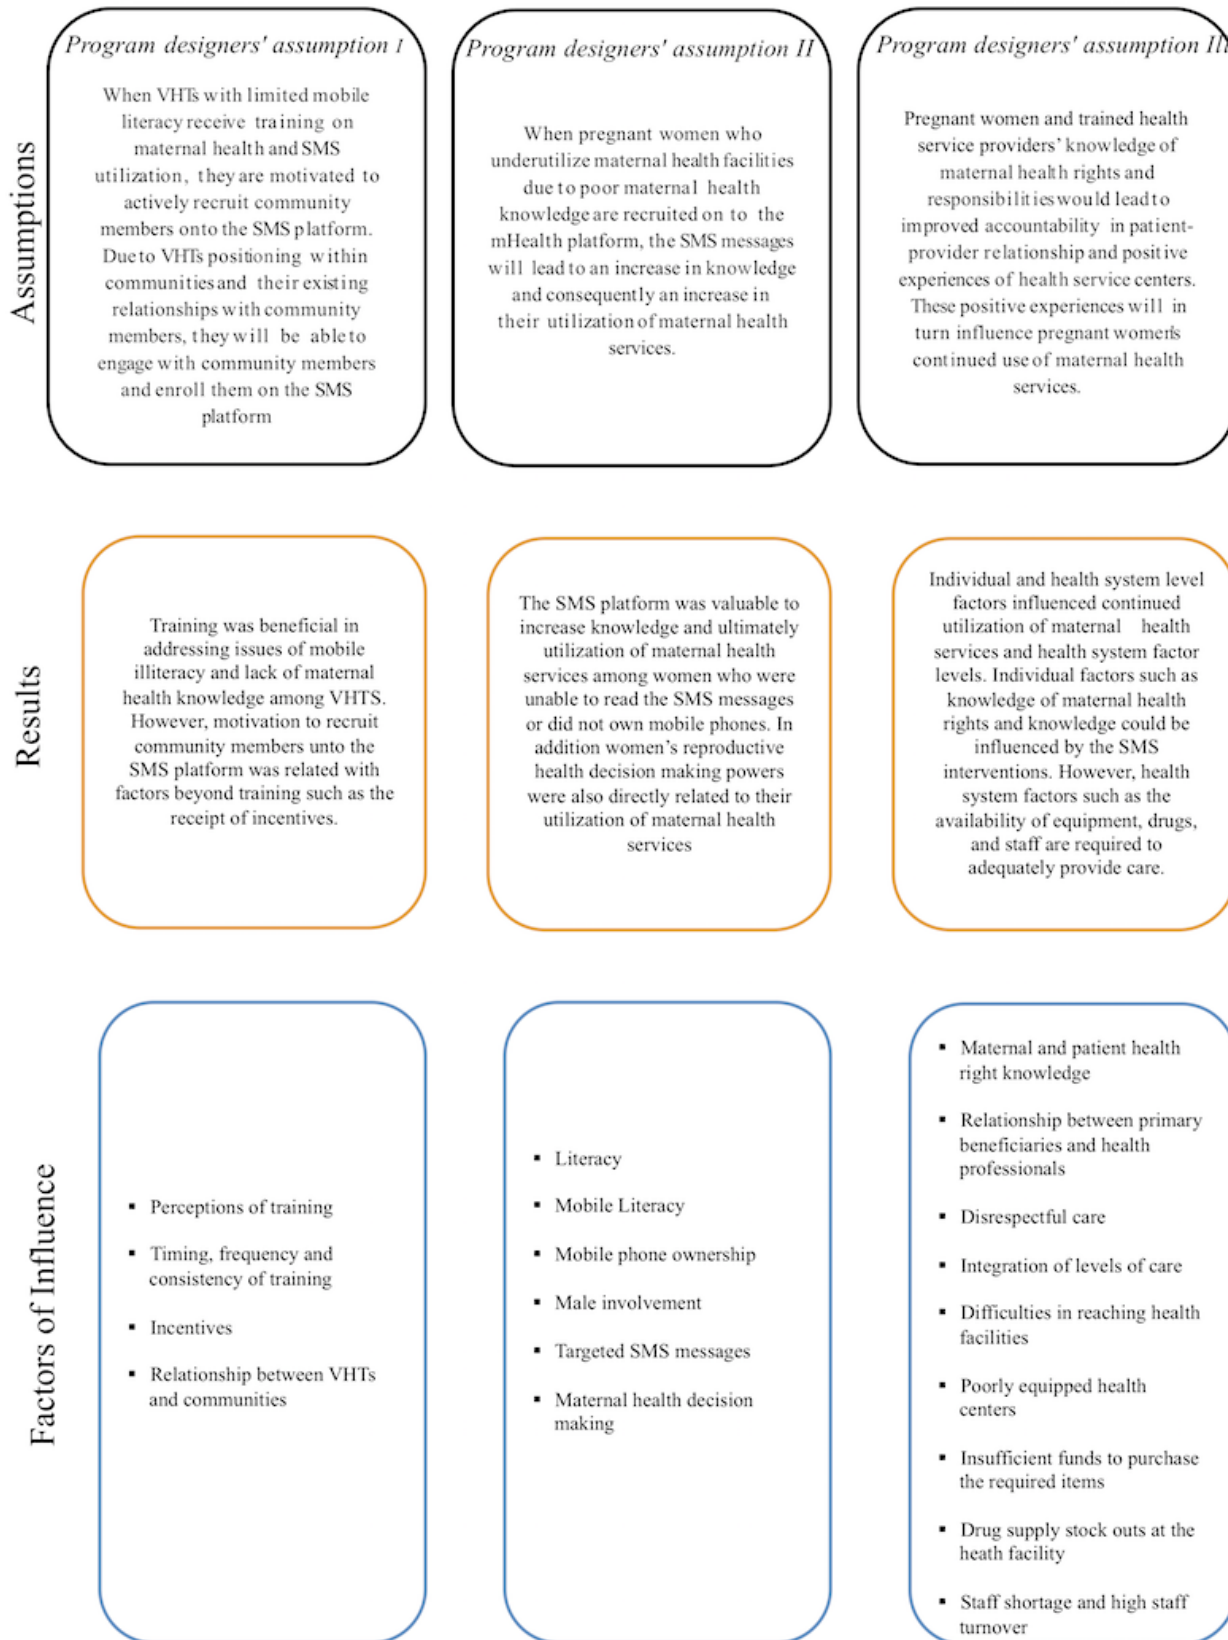 Assumptions
Program designers' assumption I
When VHTs with limited mobile
literacy receive training on
maternal health and SMS
utilization, they are motivated to
actively recruit community
members onto the SMS platform.
Due to VHTs positioning within
communities and their existing
relationships with community
members, they will be able to
engage with community members
and enroll them on the SMS
platform
Program designers' assumption II
When pregnant women who
underutilize maternal health facilities
due to poor maternal health
knowledge are recruited on to the
mHealth platform, the SMS messages
will lead to an increase in knowledge
and consequently an increase in
their utilization of maternal health
services.
Program designers' assumption III
Pregnant women and trained health
service providers' knowledge of
maternal health rights and
responsibilities would lead to
improved accountability in patient-
provider relationship and positive
experiences of health service centers.
These positive experiences will in
turn influence pregnant women's
continued use of maternal health
services.
Results
Training was beneficial in
addressing issues of mobile
illiteracy and lack of maternal
health knowledge among VHTS.
However, motivation to recruit
community members unto the
SMS platform was related with
factors beyond training such as the
receipt of incentives.
The SMS platform was valuable to
increase knowledge and ultimately
utilization of maternal health
services among women who were
unable to read the SMS messages
or did not own mobile phones. In
addition women's reproductive
health decision making powers
were also directly related to their
utilization of maternal health
services
Individual and health system level
factors influenced continued
utilization of maternal health
services and health system factor
levels. Individual factors such as
knowledge of maternal health
rights and knowledge could be
influenced by the SMS
interventions. However, health
system factors such as the
availability of equipment, drugs,
and staff are required to
adequately provide care.
Factors of Influence
▪ Perceptions of training
▪ Timing, frequency and
consistency of training
▪ Incentives
▪ Relationship between VHTs
and communities
▪ Literacy
▪ Mobile Literacy
▪ Mobile phone ownership
▪ Male involvement
▪ Targeted SMS messages
▪ Maternal health decision
making
▪ Maternal and patient health
right knowledge
▪ Relationship between primary
beneficiaries and health
professionals
▪ Disrespectful care
▪ Integration of levels of care
▪ Difficulties in reaching health
facilities
▪ Poorly equipped health
centers
▪ Insufficient funds to purchase
the required items
▪ Drug supply stock outs at the
heath facility
▪ Staff shortage and high staff
turnover